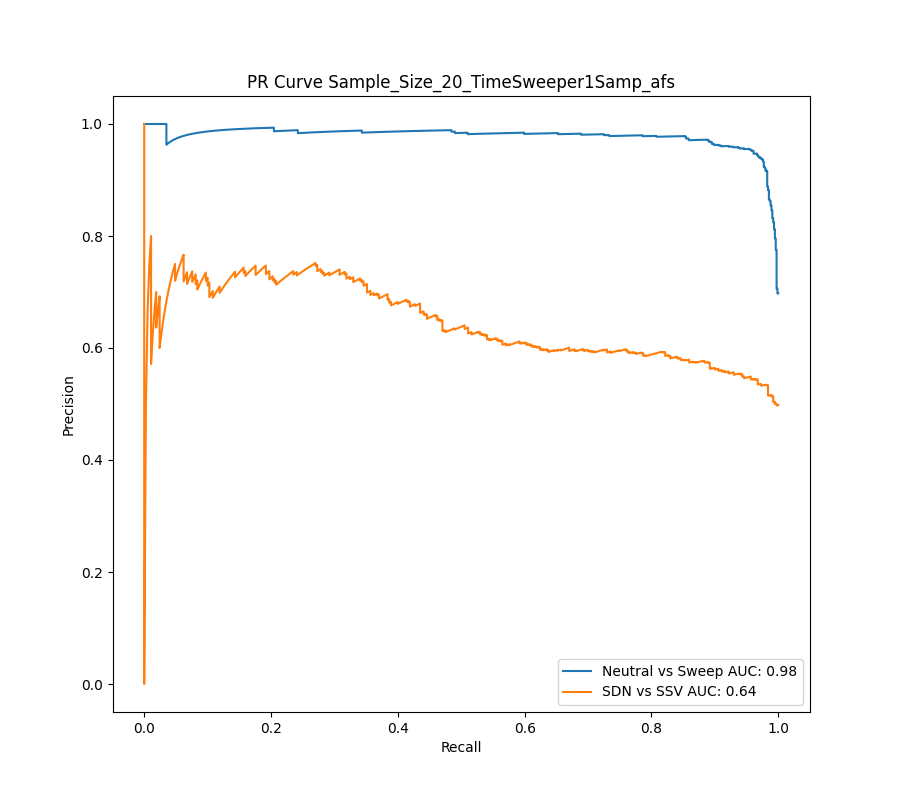 PR Curve Sample_Size_20_TimeSweeper1Samp_afs
1.0
0.8
0.6
0.4
0.2
0.0
Precision
0.0 0.2 0.4 0.6 0.8 1.0
Recall
Neutral vs Sweep AUC: 0.98
SDN vs SSV AUC: 0.64